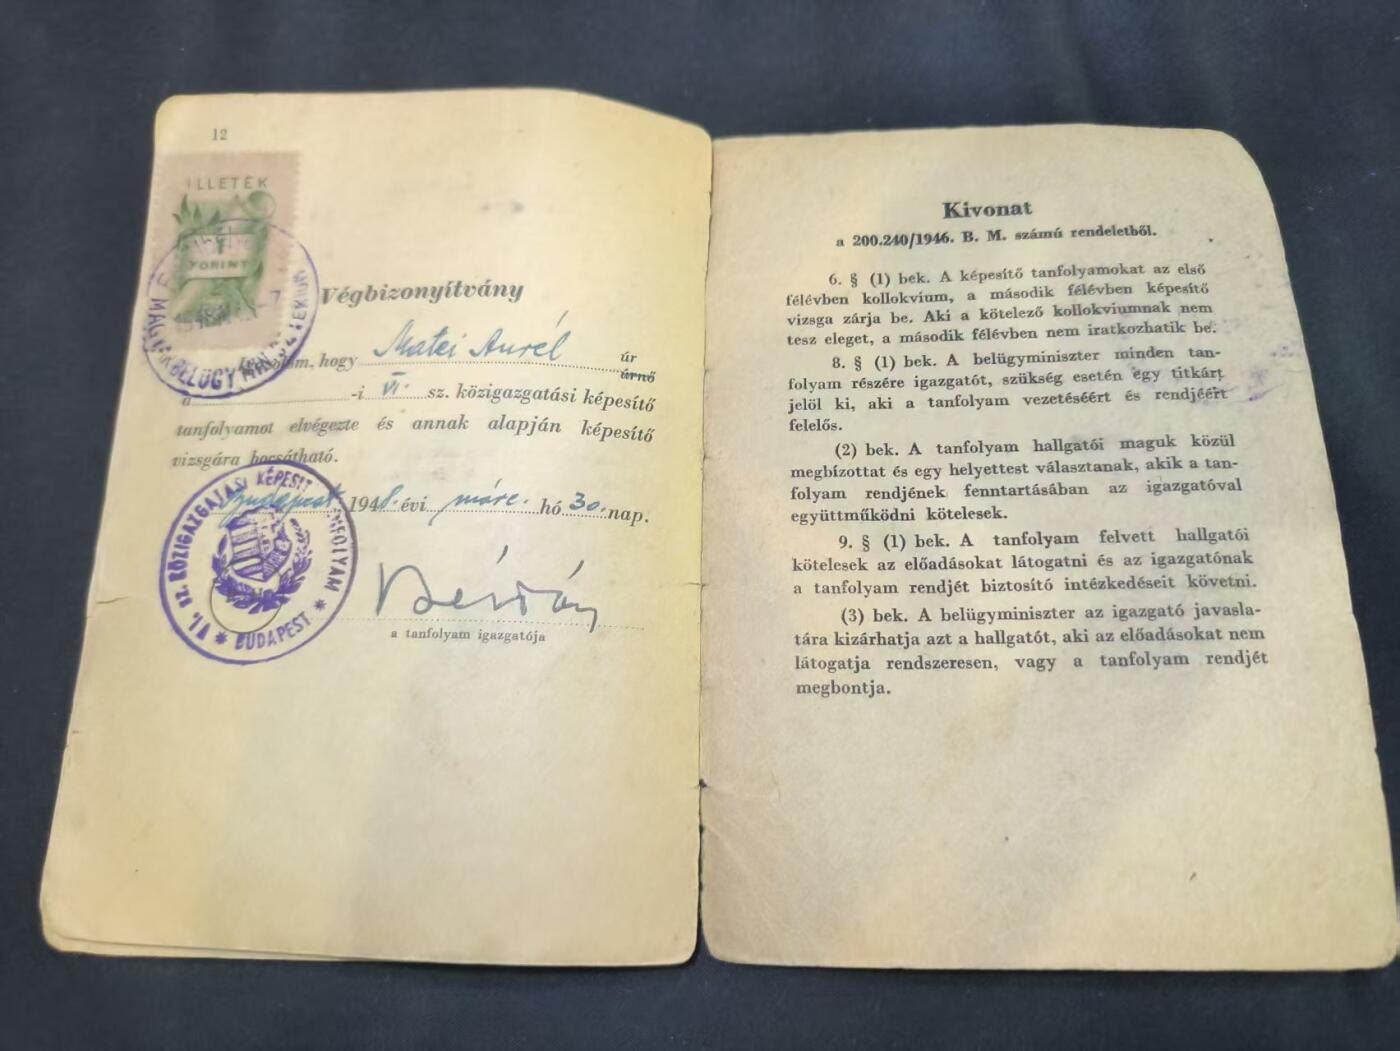 12
ILLETÉK
1
FORINT
Végbizonyítvány
hogy Matei Aurél úr
úrnő
a -i VI. sz. közigazgatási képesítő
tanfolyamot elvégezte és annak alapján képesítő
vizsgára bocsátható.
Budapest 1948. évi márc. hó 30. nap.
a tanfolyam igazgatója
VI. SZ. KÖZIGAZGATÁSI KÉPESITŐ TANFOLYAM * BUDAPEST *
Kivonat
a 200.240/1946. B. M. számú rendeletből.
6. § (1) bek. A képesítő tanfolyamokat az első
félévben kollokvium, a második félévben képesítő
vizsga zárja be. Aki a kötelező kollokviumnak nem
tesz eleget, a második félévben nem iratkozhatik be.
8. § (1) bek. A belügyminiszter minden tan-
folyam részére igazgatót, szükség esetén egy titkárt
jelöl ki, aki a tanfolyam vezetéséért és rendjéért
felelős.
(2) bek. A tanfolyam hallgatói maguk közül
megbízottat és egy helyettest választanak, akik a tan-
folyam rendjének fenntartásában az igazgatóval
együttműködni kötelesek.
9. § (1) bek. A tanfolyam felvett hallgatói
kötelesek az előadásokat látogatni és az igazgatónak
a tanfolyam rendjét biztosító intézkedéseit követni.
(3) bek. A belügyminiszter az igazgató javasla-
tára kizárhatja azt a hallgatót, aki az előadásokat nem
látogatja rendszeresen, vagy a tanfolyam rendjét
megbontja.